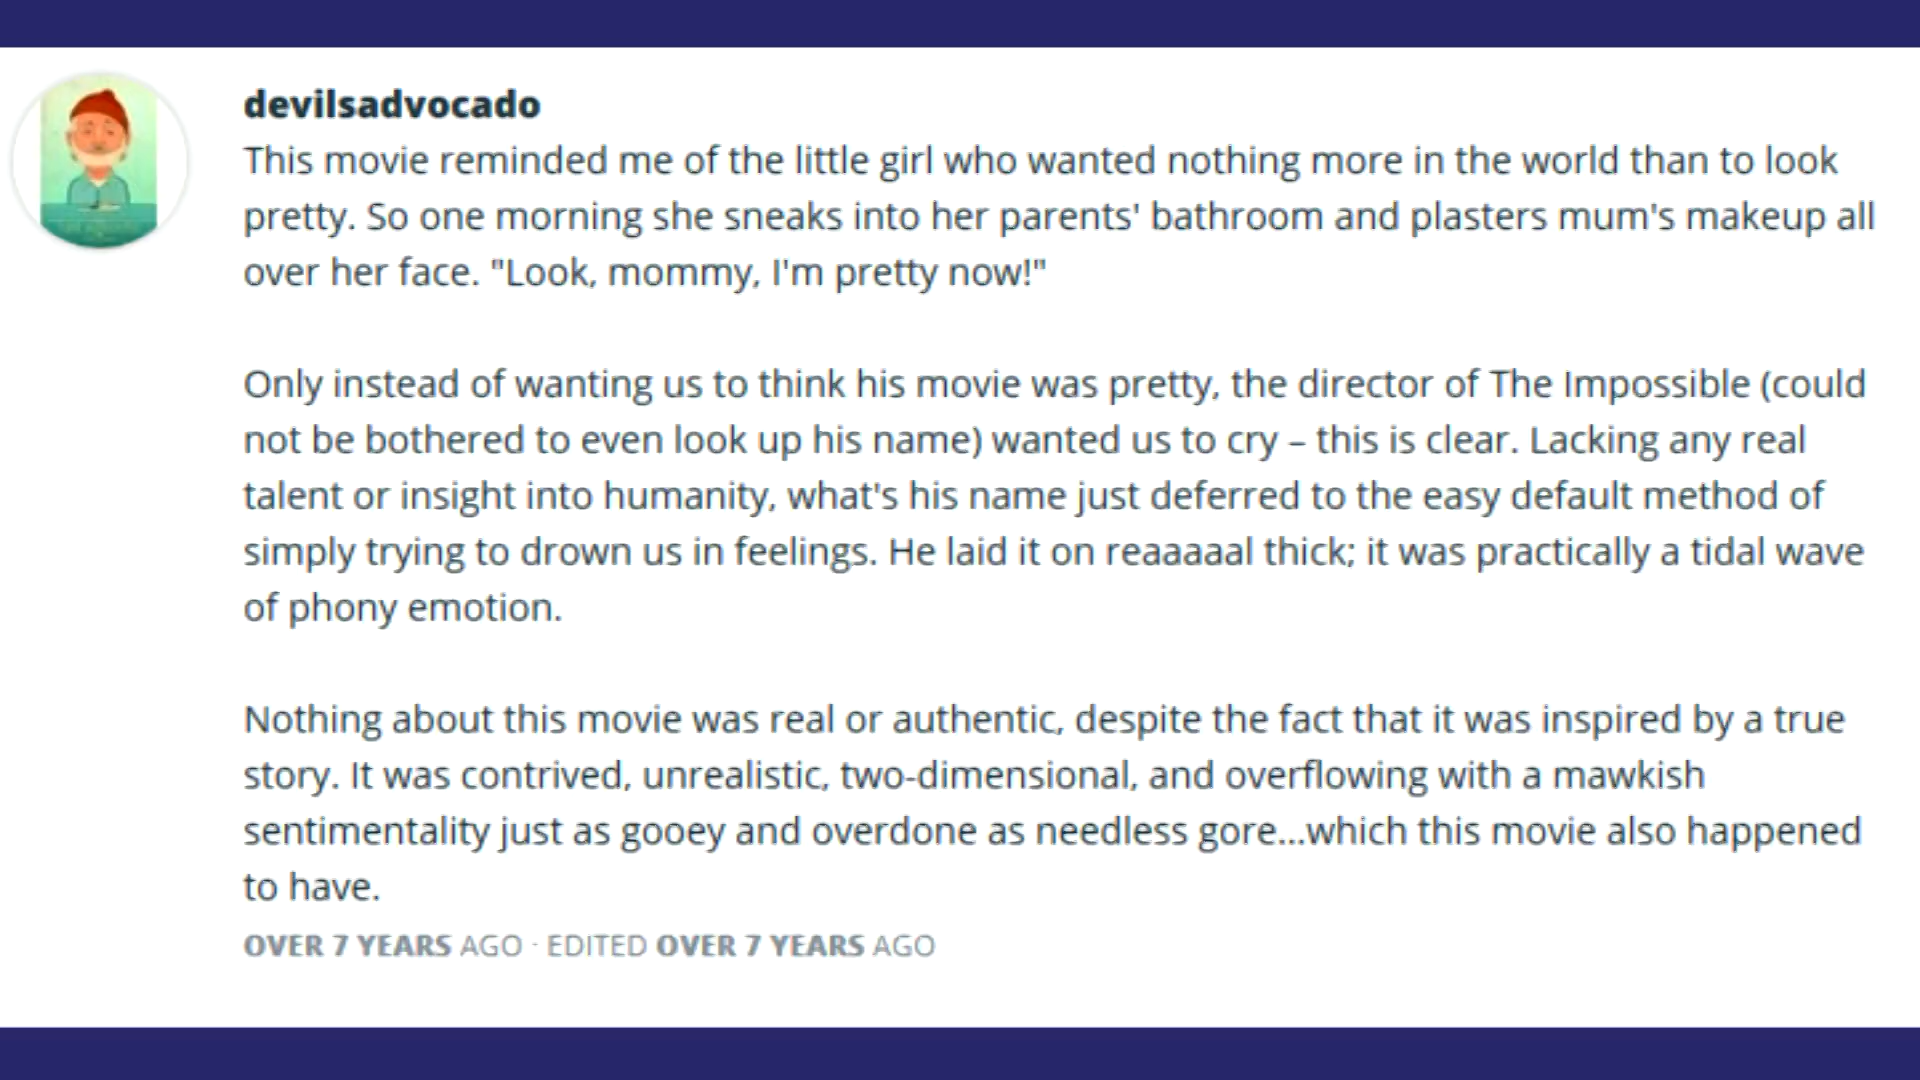 devilsadvocado
This movie reminded me of the little girl who wanted nothing more in the world than to look
pretty. So one morning she sneaks into her parents' bathroom and plasters mum's makeup all
over her face. "Look, mommy, I'm pretty now!"
Only instead of wanting us to think his movie was pretty, the director of The Impossible (could
not be bothered to even look up his name) wanted us to cry – this is clear. Lacking any real
talent or insight into humanity, what's his name just deferred to the easy default method of
simply trying to drown us in feelings. He laid it on reaaaaal thick; it was practically a tidal wave
of phony emotion.
Nothing about this movie was real or authentic, despite the fact that it was inspired by a true
story. It was contrived, unrealistic, two-dimensional, and overflowing with a mawkish
sentimentality just as gooey and overdone as needless gore...which this movie also happened
to have.
OVER 7 YEARS AGO · EDITED OVER 7 YEARS AGO